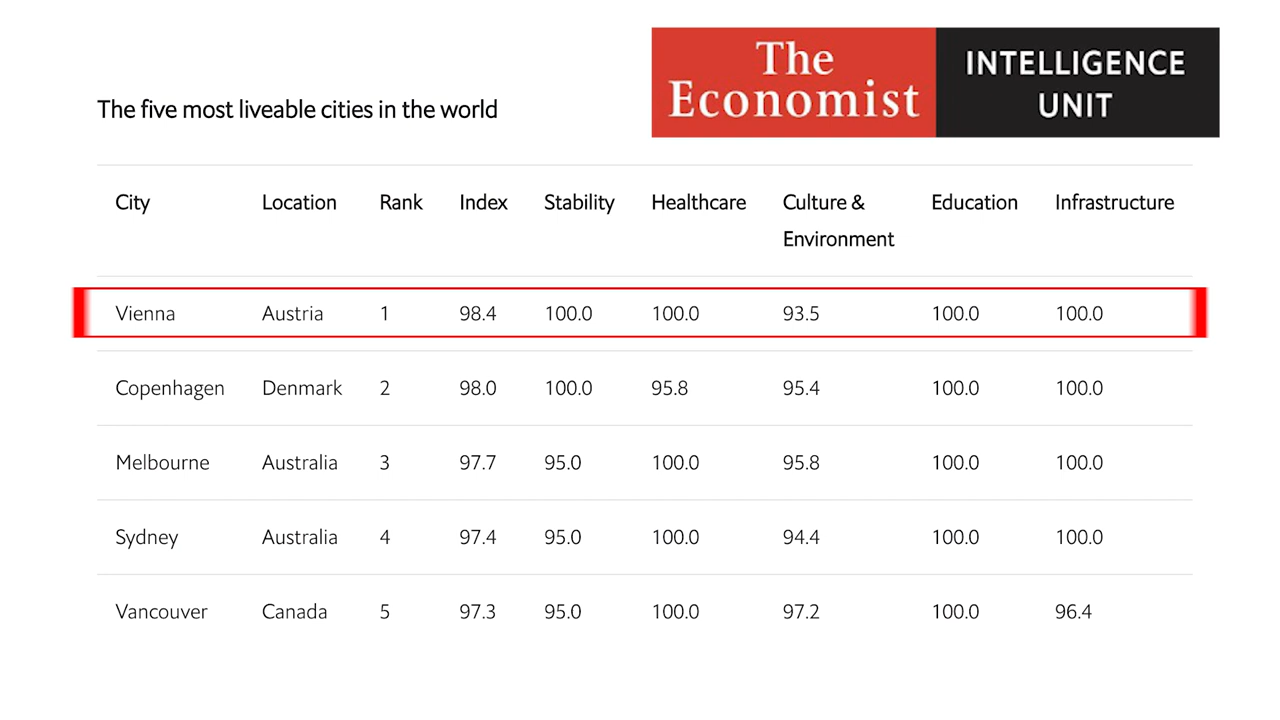 The
Economist
INTELLIGENCE
UNIT
The five most liveable cities in the world
City Location Rank Index Stability Healthcare Culture & Education Infrastructure
Environment
Vienna Austria 1 98.4 100.0 100.0 93.5 100.0 100.0
Copenhagen Denmark 2 98.0 100.0 95.8 95.4 100.0 100.0
Melbourne Australia 3 97.7 95.0 100.0 95.8 100.0 100.0
Sydney Australia 4 97.4 95.0 100.0 94.4 100.0 100.0
Vancouver Canada 5 97.3 95.0 100.0 97.2 100.0 96.4